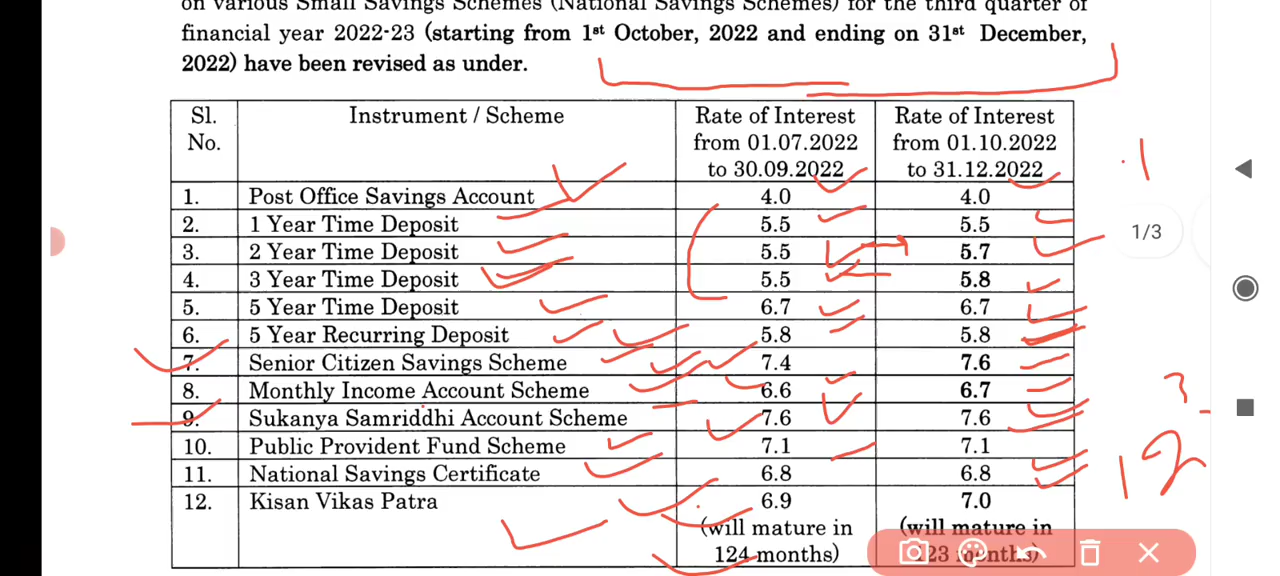 on various Small Savings Schemes (National Savings Schemes) for the third quarter of
financial year 2022-23 (starting from 1st October, 2022 and ending on 31st December,
2022) have been revised as under.
Sl. No. Instrument / Scheme Rate of Interest from 01.07.2022 to 30.09.2022 Rate of Interest from 01.10.2022 to 31.12.2022
1. Post Office Savings Account 4.0 4.0
2. 1 Year Time Deposit 5.5 5.5
3. 2 Year Time Deposit 5.5 5.7
4. 3 Year Time Deposit 5.5 5.8
5. 5 Year Time Deposit 6.7 6.7
6. 5 Year Recurring Deposit 5.8 5.8
7. Senior Citizen Savings Scheme 7.4 7.6
8. Monthly Income Account Scheme 6.6 6.7
9. Sukanya Samriddhi Account Scheme 7.6 7.6
10. Public Provident Fund Scheme 7.1 7.1
11. National Savings Certificate 6.8 6.8
12. Kisan Vikas Patra 6.9 (will mature in 124 months) 7.0 (will mature in 123 months)
1/3